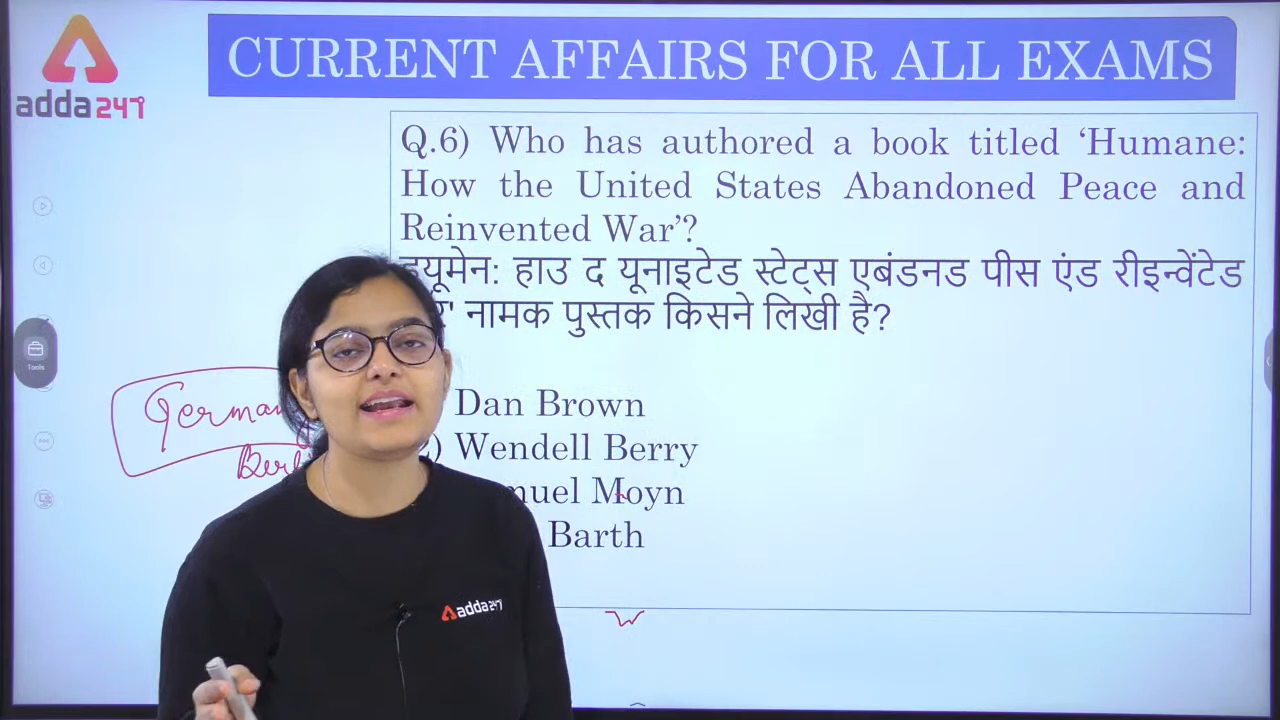 CURRENT AFFAIRS FOR ALL EXAMS
adda247
Q.6) Who has authored a book titled ‘Humane:
How the United States Abandoned Peace and
Reinvented War’?
हाउ द यूनाइटेड स्टेट्स एबंडनड पीस एंड रीइन्वेंटेड
नामक पुस्तक किसने लिखी है?
Tools
Dan Brown
Wendell Berry
Moyn
Barth
adda247